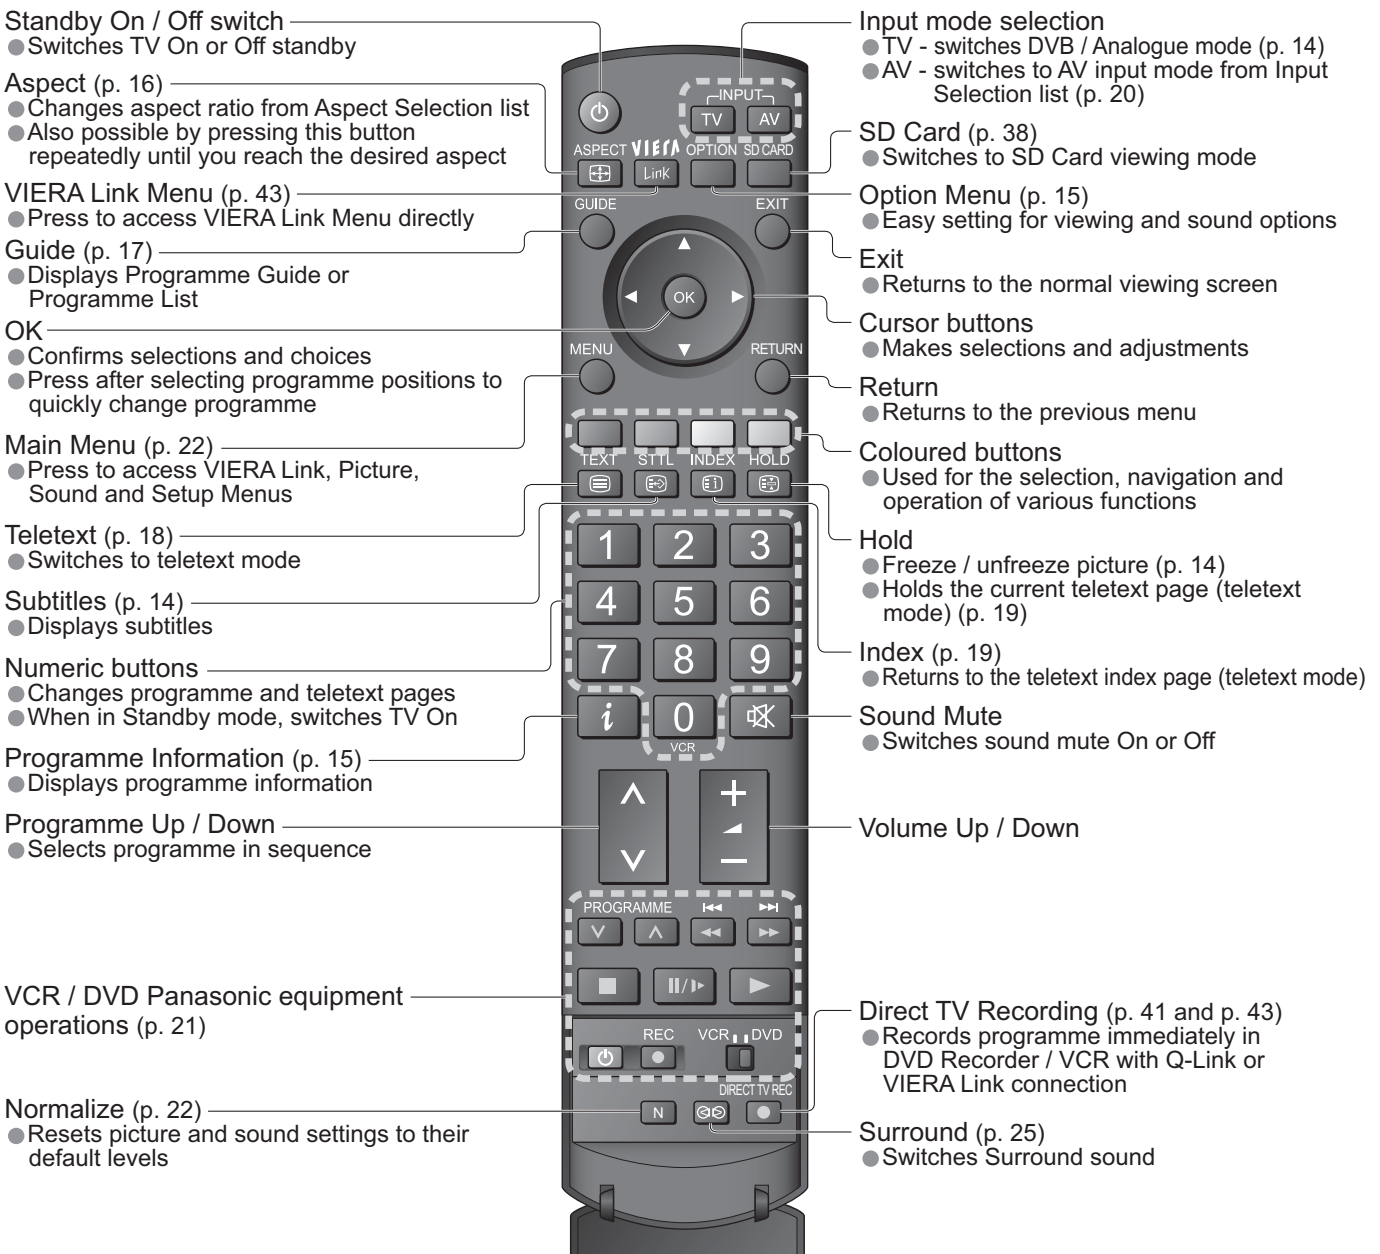 Standby On / Off switch
●Switches TV On or Off standby
Aspect (p. 16)
●Changes aspect ratio from Aspect Selection list
●Also possible by pressing this button
repeatedly until you reach the desired aspect
VIERA Link Menu (p. 43)
●Press to access VIERA Link Menu directly
Guide (p. 17)
●Displays Programme Guide or
Programme List
OK
●Confirms selections and choices
●Press after selecting programme positions to
quickly change programme
Main Menu (p. 22)
●Press to access VIERA Link, Picture,
Sound and Setup Menus
Teletext (p. 18)
●Switches to teletext mode
Subtitles (p. 14)
●Displays subtitles
Numeric buttons
●Changes programme and teletext pages
●When in Standby mode, switches TV On
Programme Information (p. 15)
●Displays programme information
Programme Up / Down
●Selects programme in sequence
VCR / DVD Panasonic equipment
operations (p. 21)
Normalize (p. 22)
●Resets picture and sound settings to their
default levels
INPUT
TV AV
ASPECT VIERA OPTION SD CARD
Link
GUIDE EXIT
OK
MENU RETURN
TEXT STTL INDEX HOLD
1 2 3
4 5 6
7 8 9
i 0
VCR
PROGRAMME
REC VCR DVD
DIRECT TV REC
N
Input mode selection
●TV - switches DVB / Analogue mode (p. 14)
●AV - switches to AV input mode from Input
Selection list (p. 20)
SD Card (p. 38)
●Switches to SD Card viewing mode
Option Menu (p. 15)
●Easy setting for viewing and sound options
Exit
●Returns to the normal viewing screen
Cursor buttons
●Makes selections and adjustments
Return
●Returns to the previous menu
Coloured buttons
●Used for the selection, navigation and
operation of various functions
Hold
●Freeze / unfreeze picture (p. 14)
●Holds the current teletext page (teletext
mode) (p. 19)
Index (p. 19)
●Returns to the teletext index page (teletext mode)
Sound Mute
●Switches sound mute On or Off
Volume Up / Down
Direct TV Recording (p. 41 and p. 43)
●Records programme immediately in
DVD Recorder / VCR with Q-Link or
VIERA Link connection
Surround (p. 25)
●Switches Surround sound